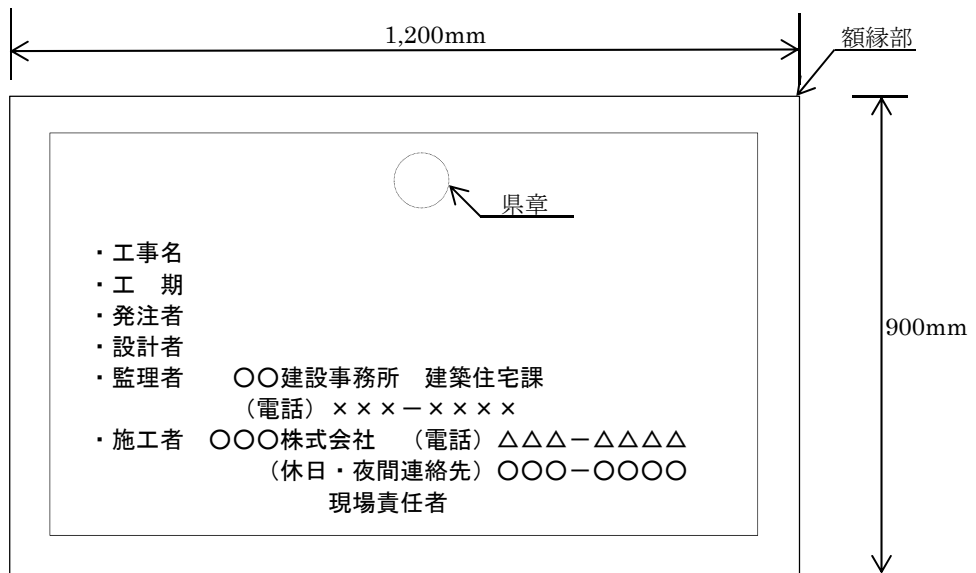 1,200mm
額縁部
県章
・工事名
・工　期
・発注者
・設計者
900mm
・監理者　　〇〇建設事務所　建築住宅課
（電話）×××－××××
・施工者　〇〇〇株式会社　（電話）△△△－△△△△
（休日・夜間連絡先）〇〇〇－〇〇〇〇
現場責任者